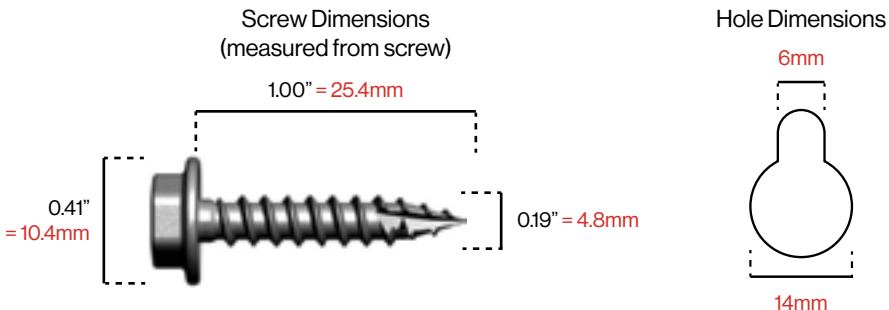 Screw Dimensions
(measured from screw)
1.00” = 25.4mm
0.41”
= 10.4mm
0.19” = 4.8mm
Hole Dimensions
6mm
14mm